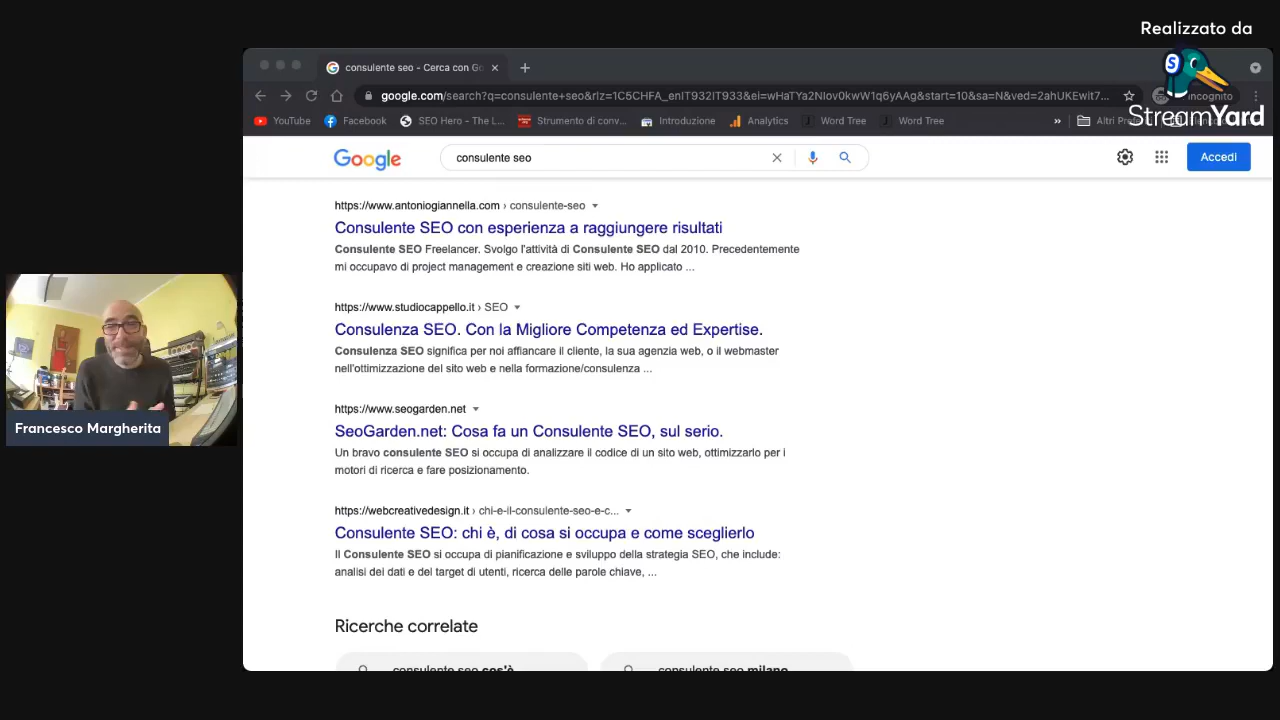 Realizzato da
StreamYard
consulente seo - Cerca con Go
google.com/search?q=consulente+seo&rlz=1C5CHFA_enIT932IT933&ei=wHaTYa2NIov0kwW1q6yAAg&start=10&sa=N&ved=2ahUKEwit7...
incognito
YouTube
Facebook
SEO Hero - The L...
Strumento di conv...
Introduzione
Analytics
Word Tree
Word Tree
»
Altri
Google
consulente seo
Accedi
https://www.antoniogiannella.com › consulente-seo
Consulente SEO con esperienza a raggiungere risultati
Consulente SEO Freelancer. Svolgo l'attività di Consulente SEO dal 2010. Precedentemente
mi occupavo di project management e creazione siti web. Ho applicato ...
https://www.studiocappello.it › SEO
Consulenza SEO. Con la Migliore Competenza ed Expertise.
Consulenza SEO significa per noi affiancare il cliente, la sua agenzia web, o il webmaster
nell'ottimizzazione del sito web e nella formazione/consulenza ...
https://www.seogarden.net
SeoGarden.net: Cosa fa un Consulente SEO, sul serio.
Un bravo consulente SEO si occupa di analizzare il codice di un sito web, ottimizzarlo per i
motori di ricerca e fare posizionamento.
https://webcreativedesign.it › chi-e-il-consulente-seo-e-c...
Consulente SEO: chi è, di cosa si occupa e come sceglierlo
Il Consulente SEO si occupa di pianificazione e sviluppo della strategia SEO, che include:
analisi dei dati e del target di utenti, ricerca delle parole chiave, ...
Ricerche correlate
consulente seo cos'è
consulente seo milano
Francesco Margherita